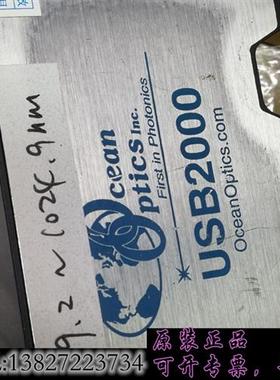 Ocean
Optics Inc.
First in Photonics
USB2000
OceanOptics.com
9.2 ~ 1024.9nm
原装正品
13827223734 可开专票,